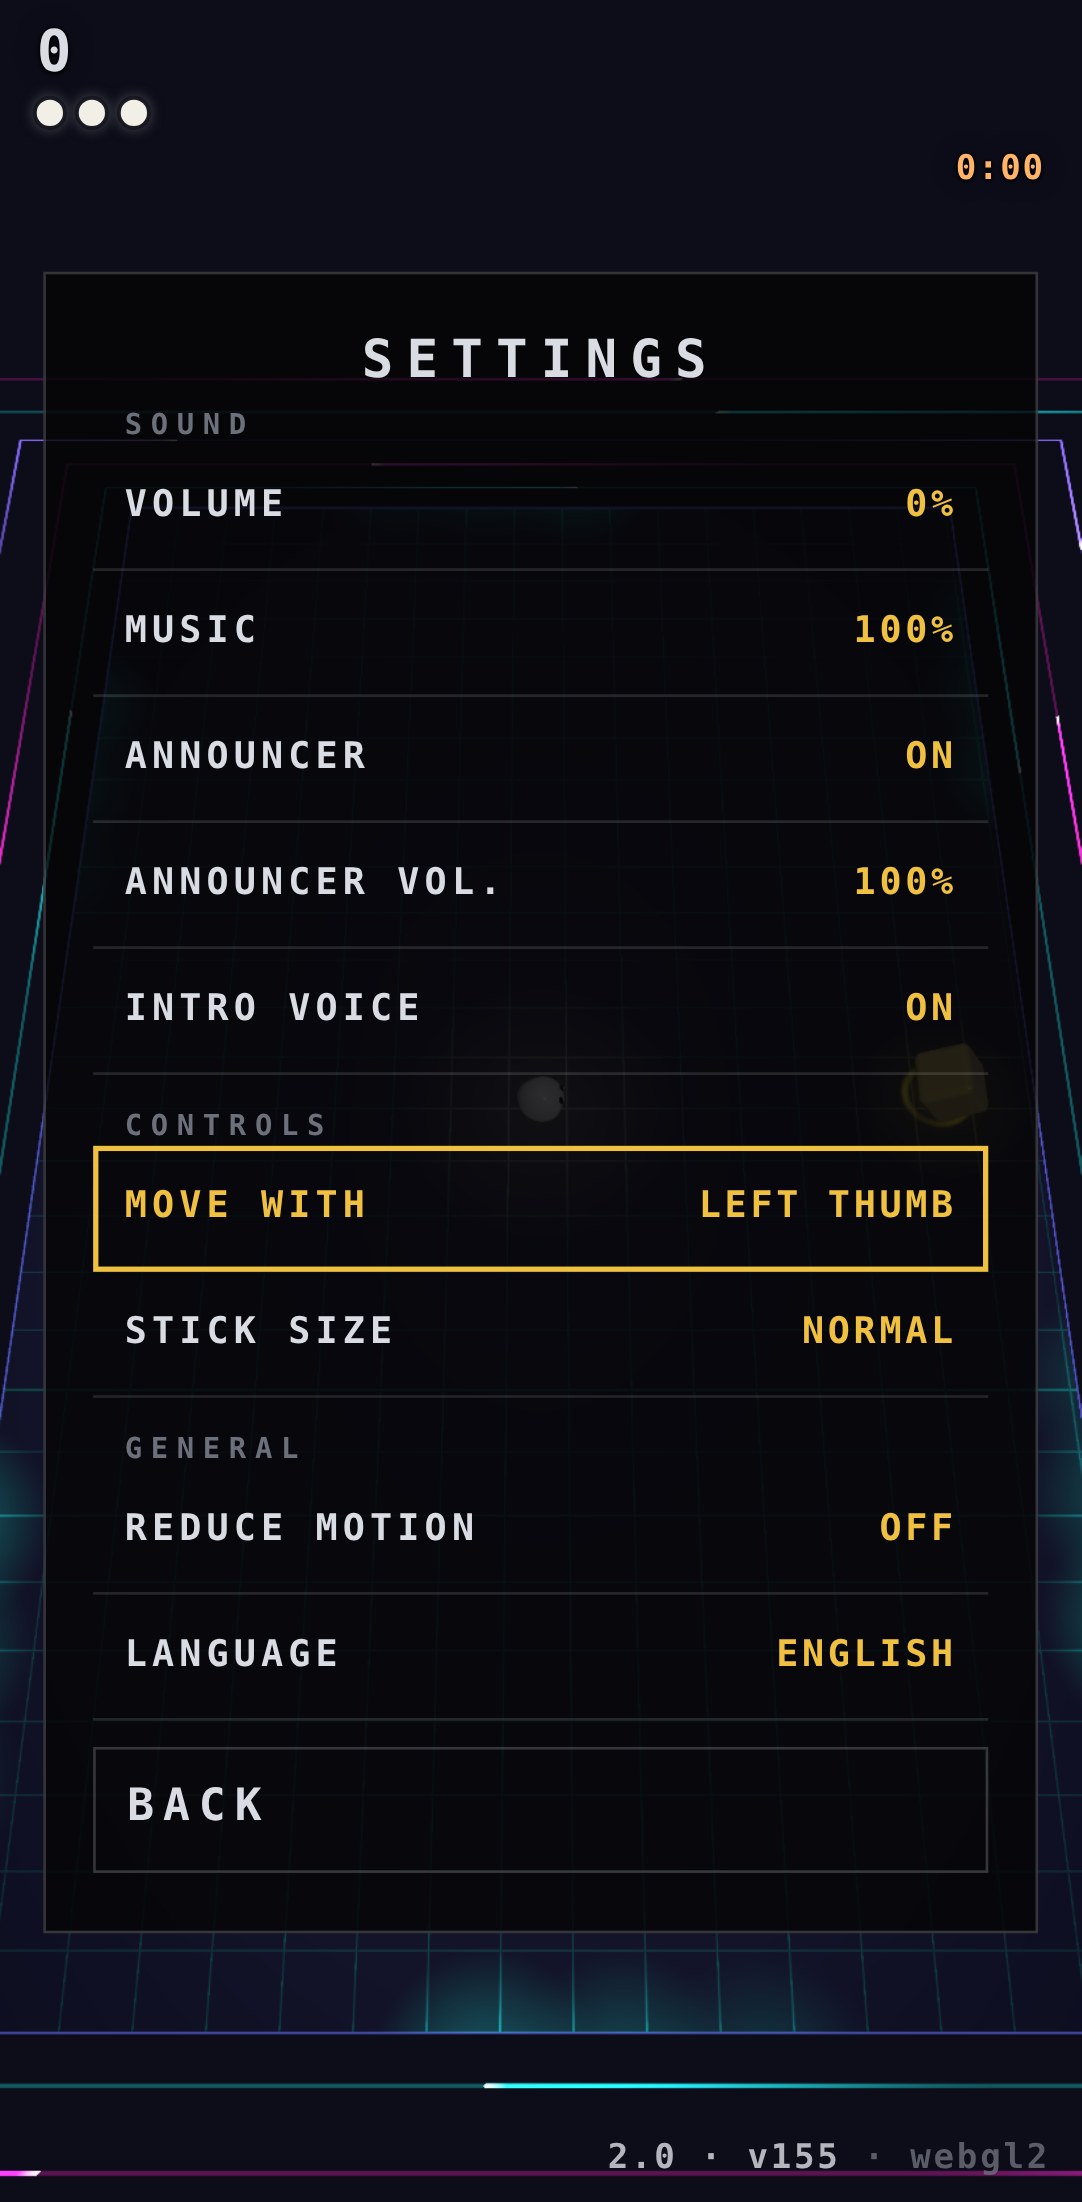 0
0:00
SETTINGS
SOUND
VOLUME 0%
MUSIC 100%
ANNOUNCER ON
ANNOUNCER VOL. 100%
INTRO VOICE ON
CONTROLS
MOVE WITH LEFT THUMB
STICK SIZE NORMAL
GENERAL
REDUCE MOTION OFF
LANGUAGE ENGLISH
BACK
2.0 · v155 · webgl2